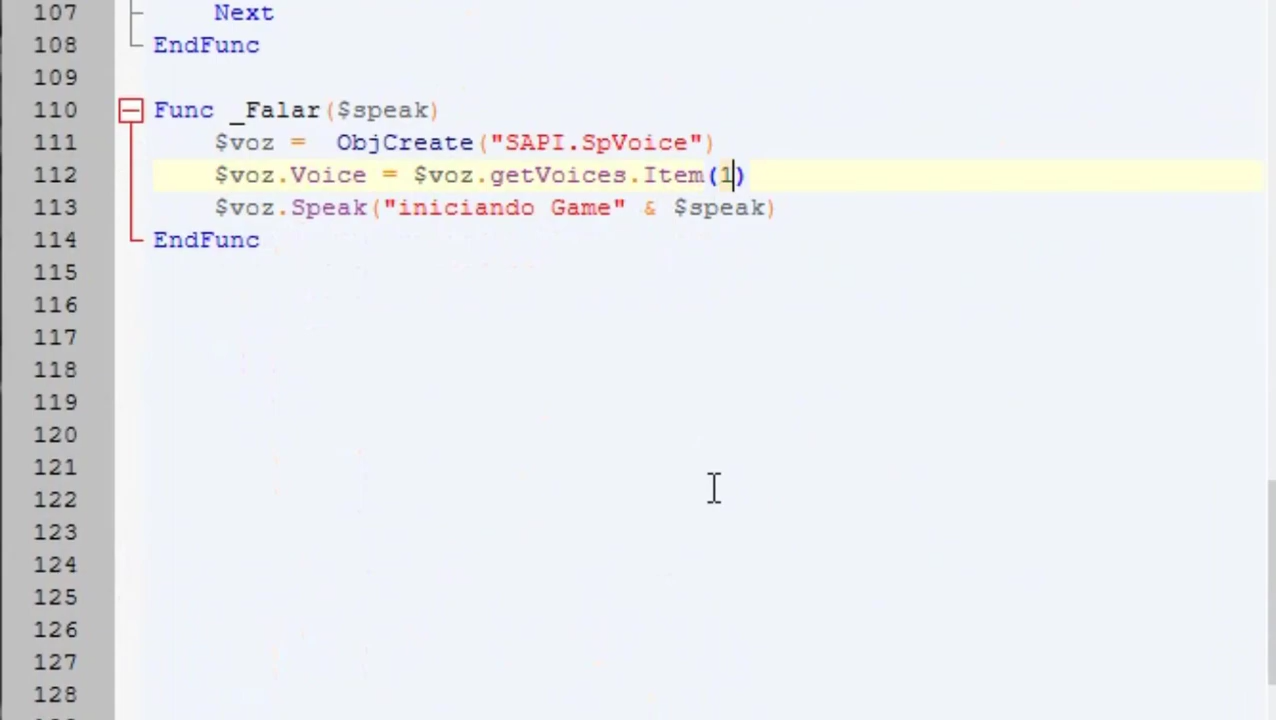 107 Next
108 EndFunc
109
110 Func _Falar($speak)
111 $voz = ObjCreate("SAPI.SpVoice")
112 $voz.Voice = $voz.getVoices.Item(1)
113 $voz.Speak("iniciando Game" & $speak)
114 EndFunc
115
116
117
118
119
120
121
122
123
124
125
126
127
128